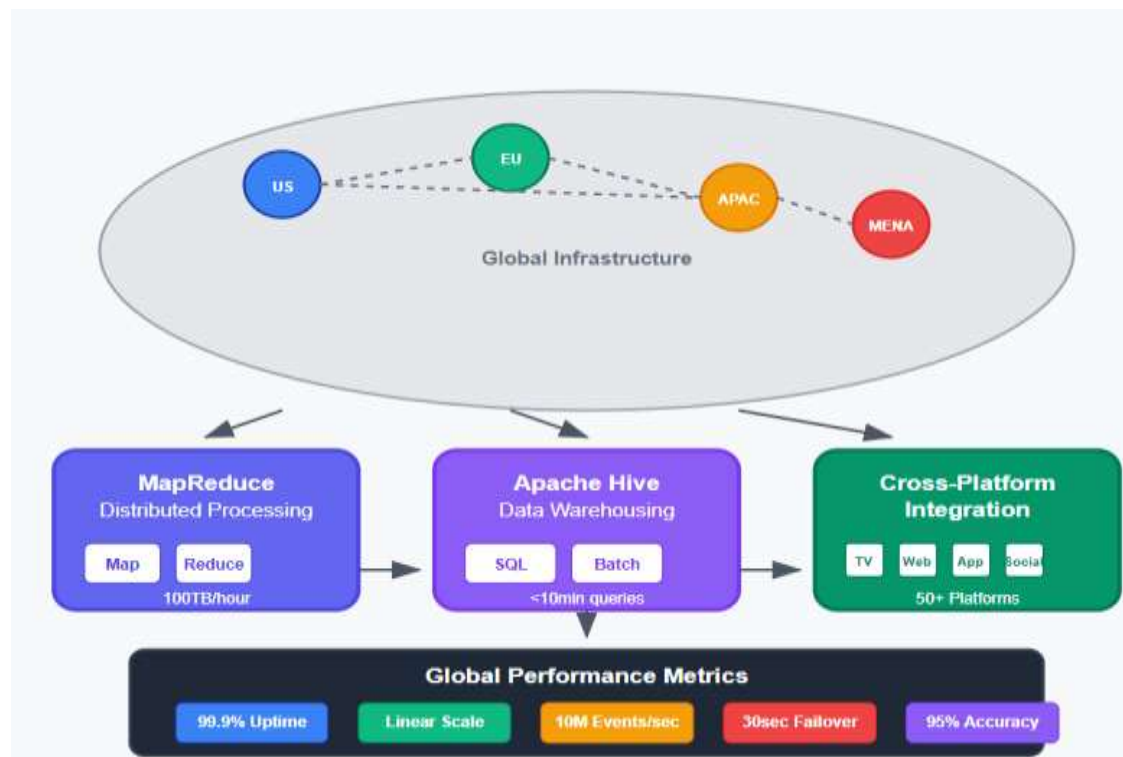 EU
US
APAC
MENA
Global Infrastructure
MapReduce
Distributed Processing
Map
Reduce
100TB/hour
Apache Hive
Data Warehousing
SQL
Batch
<10min queries
Cross-Platform
Integration
TV
Web
App
Social
50+ Platforms
Global Performance Metrics
99.9% Uptime
Linear Scale
10M Events/sec
30sec Failover
95% Accuracy